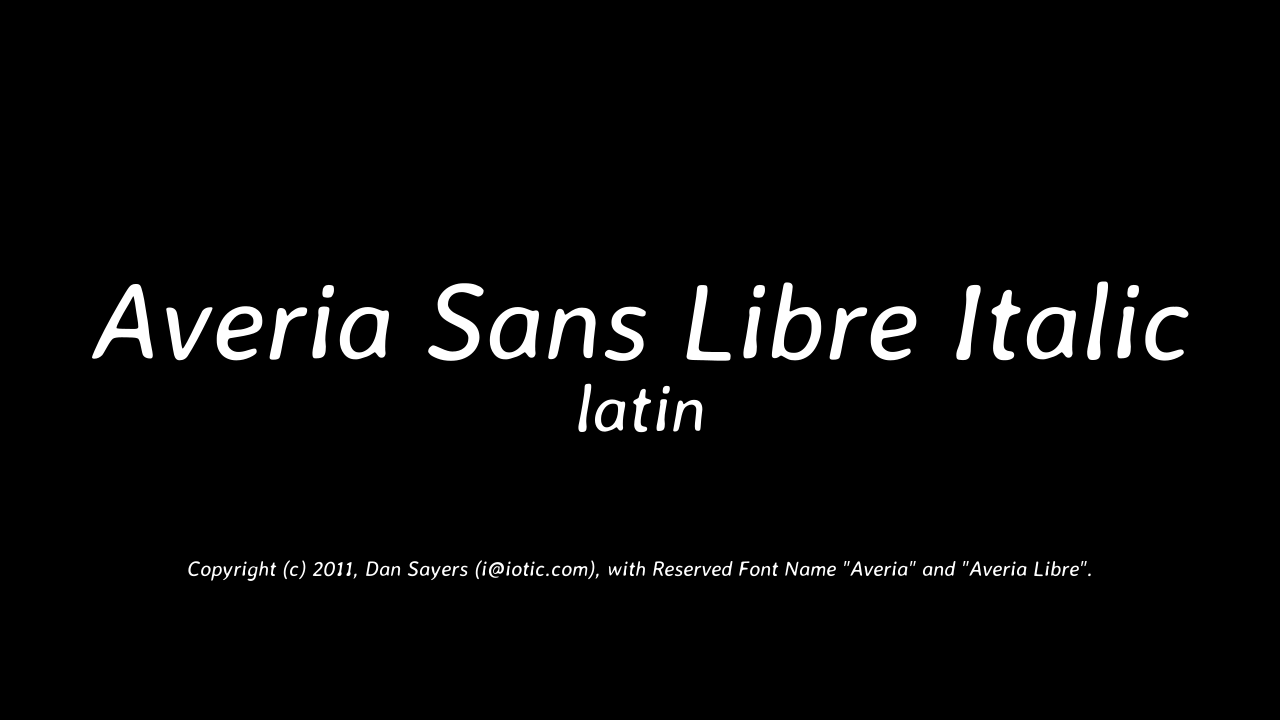 Averia Sans Libre Italic
latin
Copyright (c) 2011, Dan Sayers (i@iotic.com), with Reserved Font Name "Averia" and "Averia Libre".